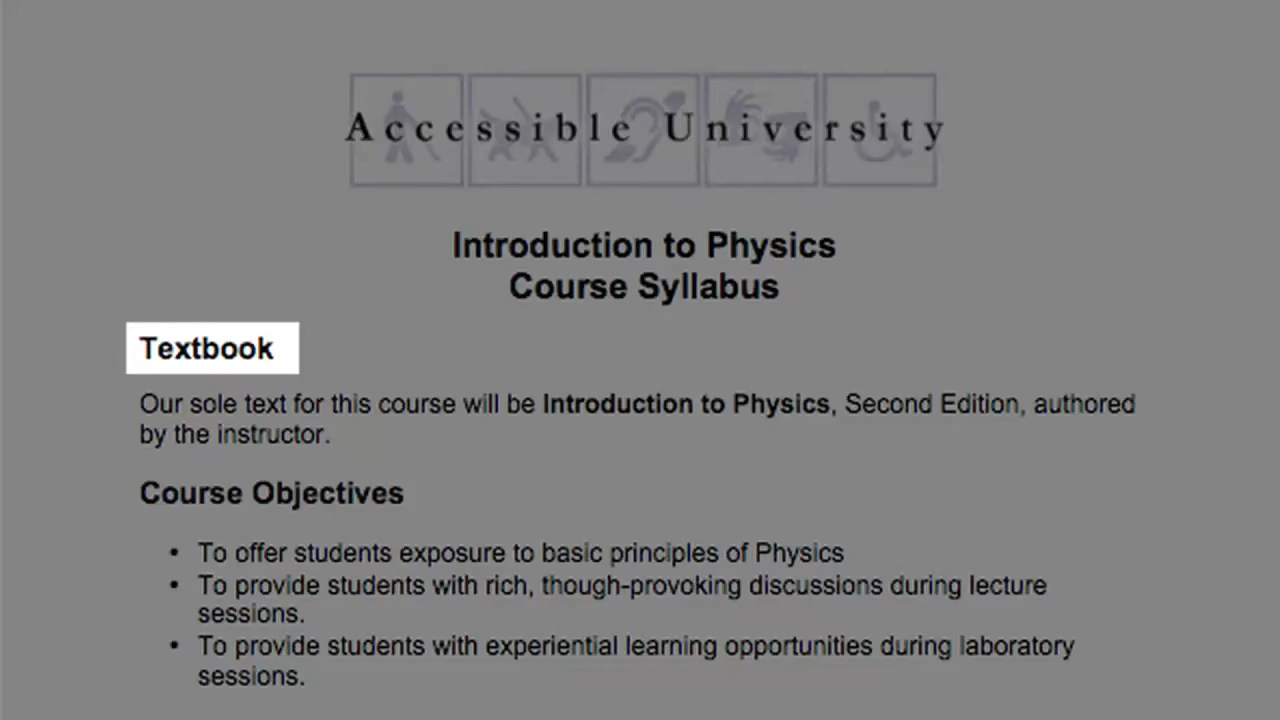 Accessible University
Introduction to Physics
Course Syllabus
Textbook
Our sole text for this course will be Introduction to Physics, Second Edition, authored
by the instructor.
Course Objectives
• To offer students exposure to basic principles of Physics
• To provide students with rich, though-provoking discussions during lecture
sessions.
• To provide students with experiential learning opportunities during laboratory
sessions.